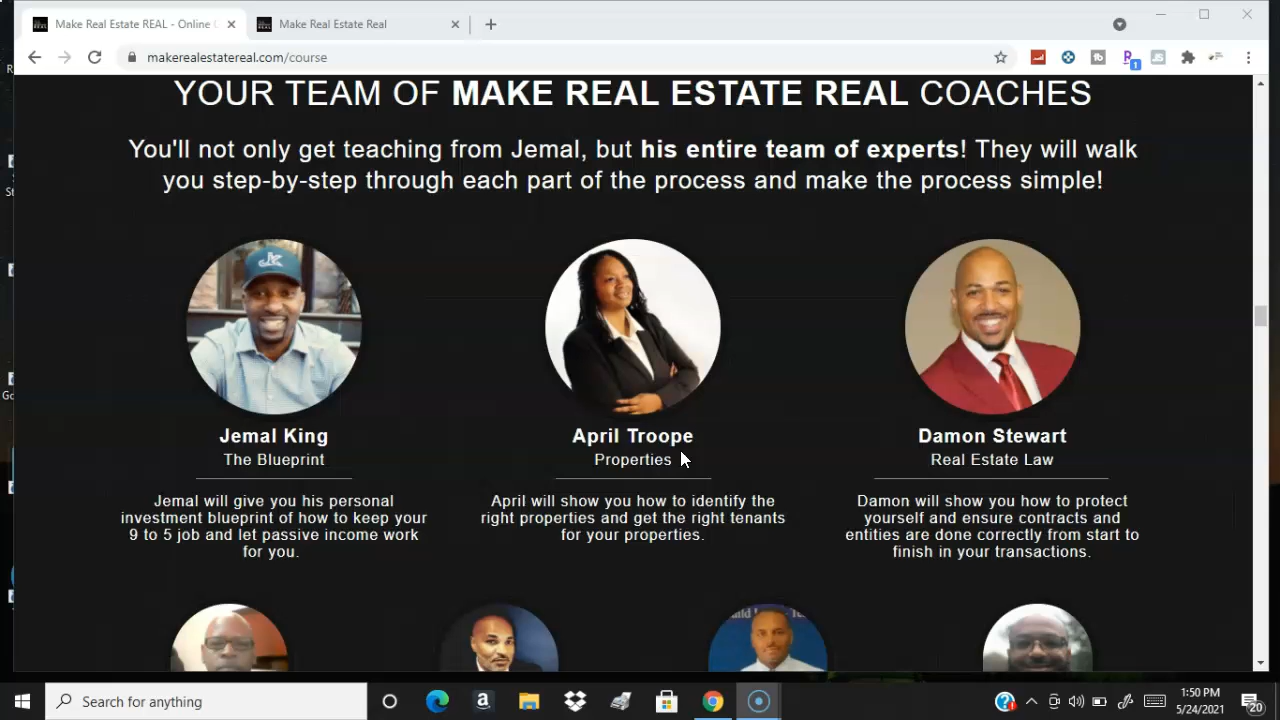 Make Real Estate REAL - Online
Make Real Estate Real
makerealestatereal.com/course
1
YOUR TEAM OF MAKE REAL ESTATE REAL COACHES
You'll not only get teaching from Jemal, but his entire team of experts! They will walk
you step-by-step through each part of the process and make the process simple!
JK
Jemal King
The Blueprint
Jemal will give you his personal
investment blueprint of how to keep your
9 to 5 job and let passive income work
for you.
April Troope
Properties
April will show you how to identify the
right properties and get the right tenants
for your properties.
Damon Stewart
Real Estate Law
Damon will show you how to protect
yourself and ensure contracts and
entities are done correctly from start to
finish in your transactions.
Search for anything
1:50 PM
5/24/2021
20